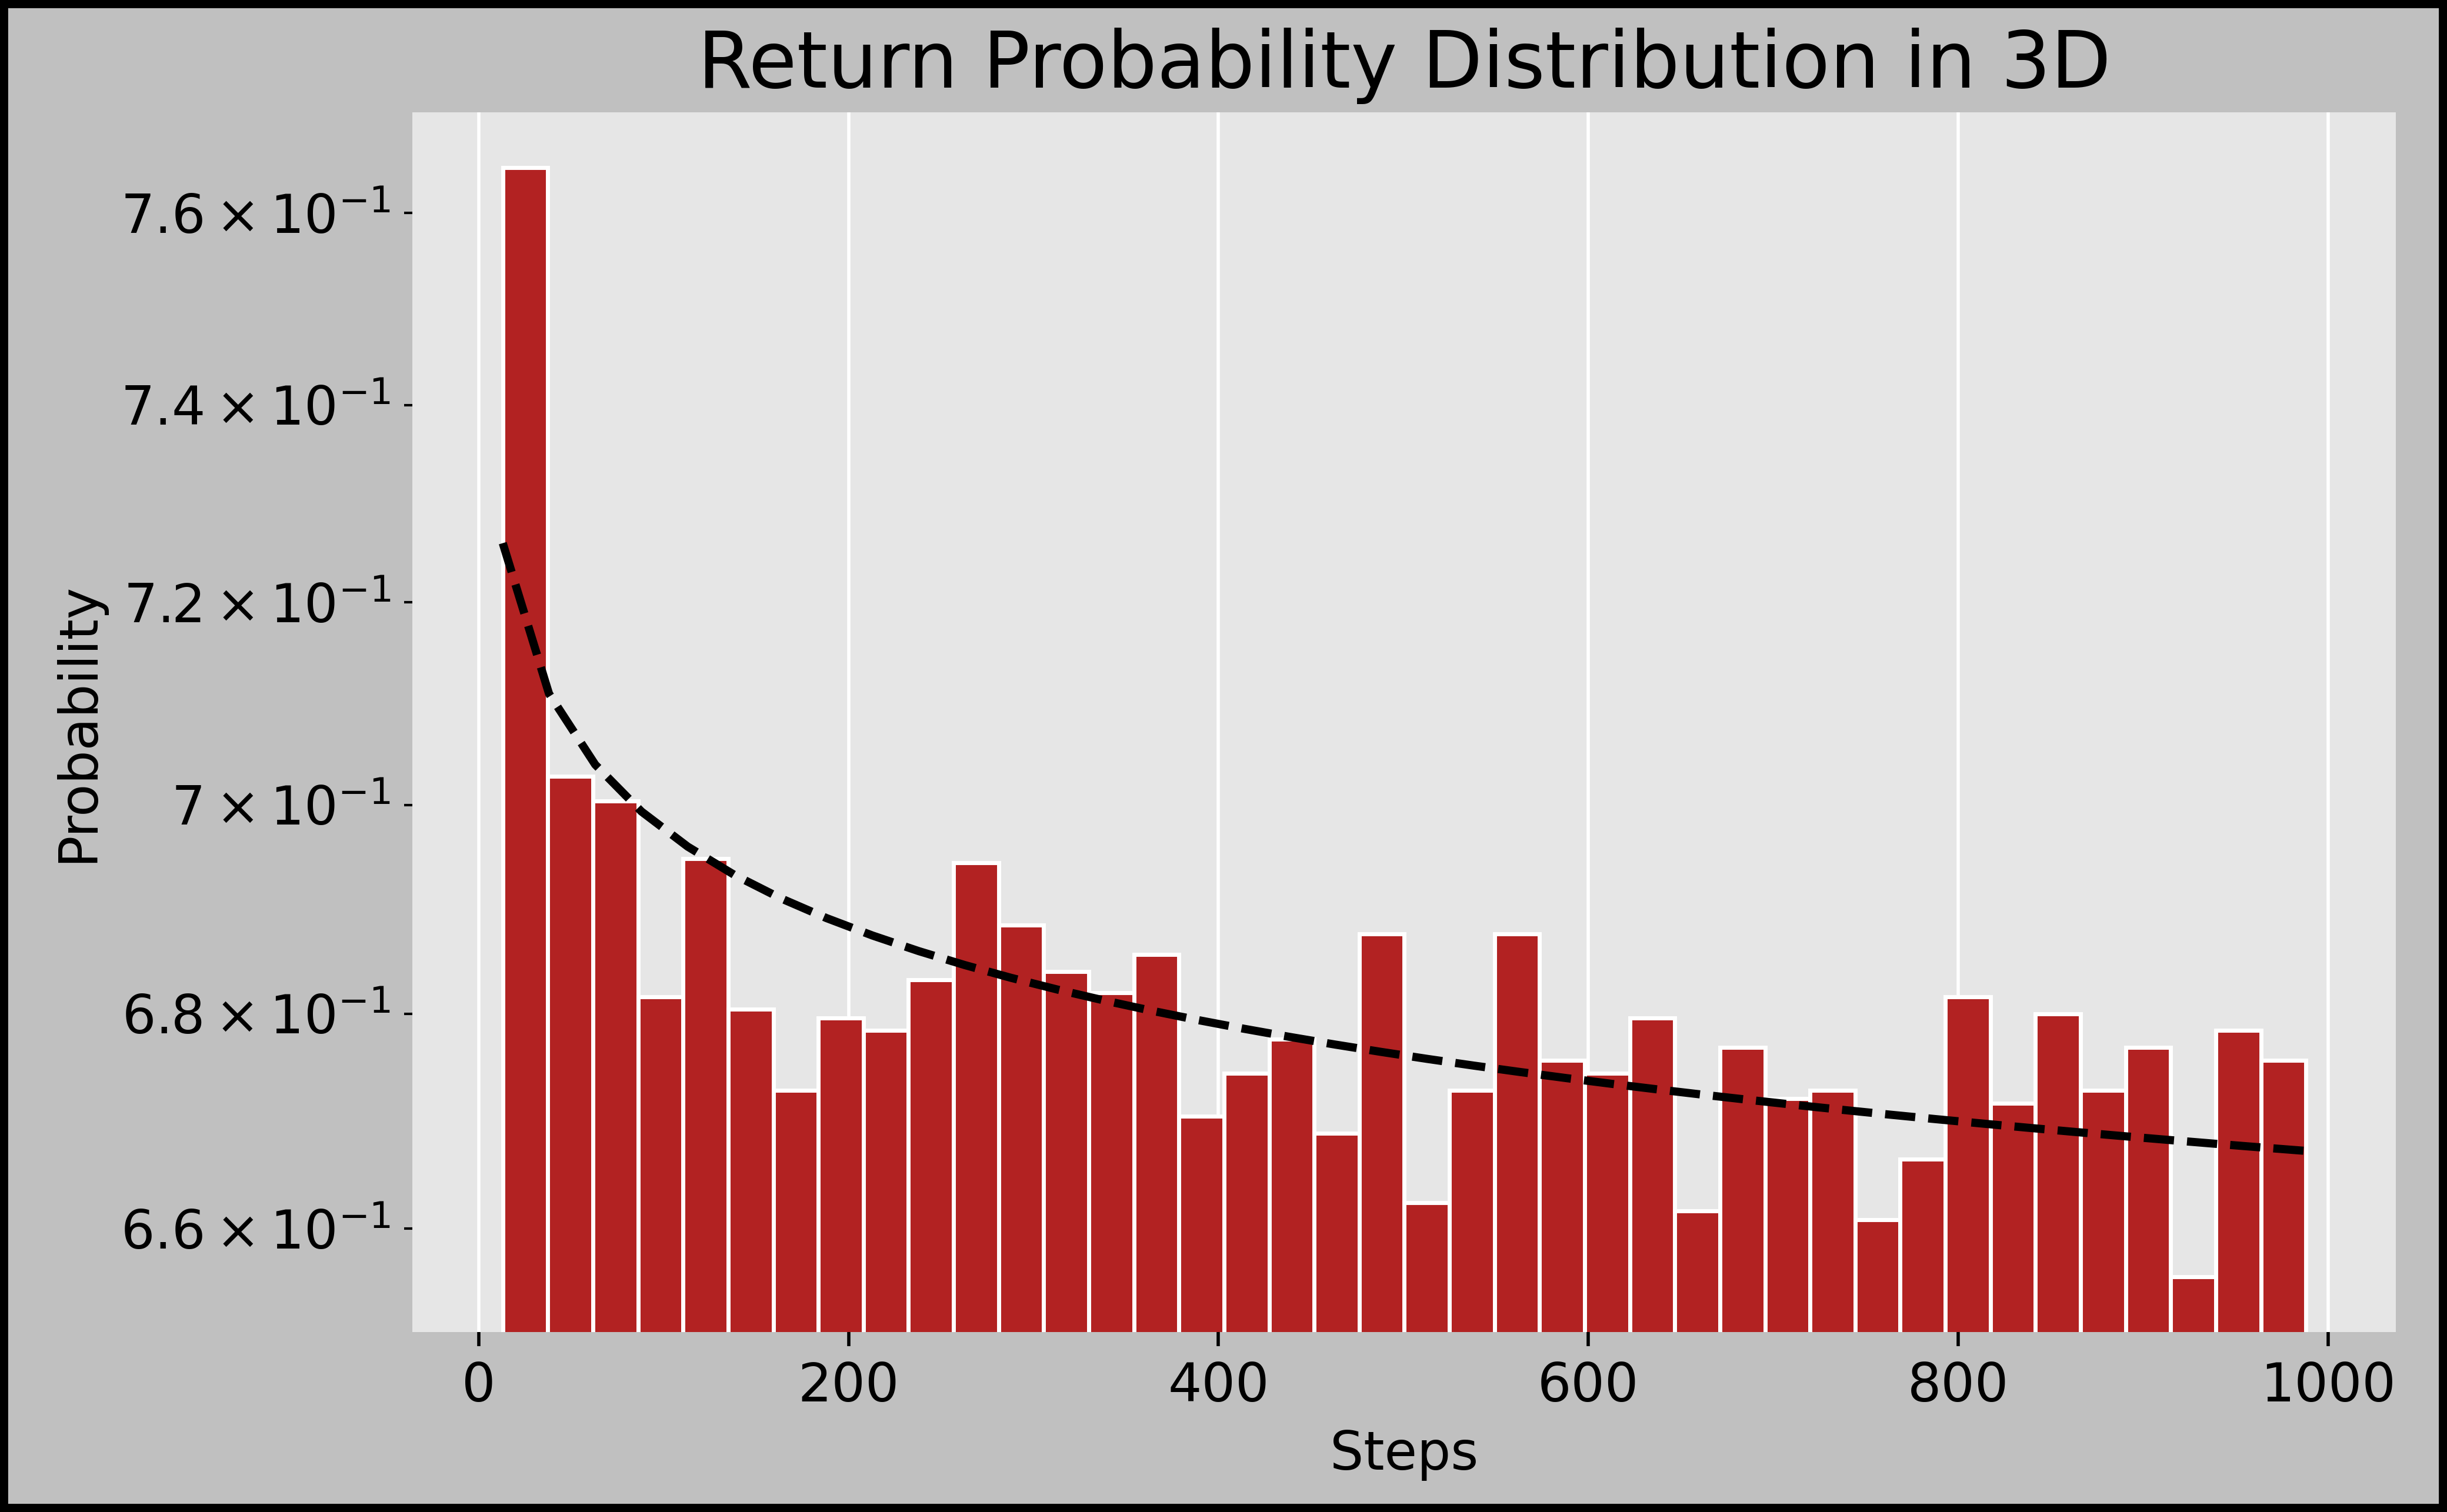 Return Probability Distribution in 3D
Probability
7.6 × 10⁻¹
7.4 × 10⁻¹
7.2 × 10⁻¹
7 × 10⁻¹
6.8 × 10⁻¹
6.6 × 10⁻¹
0 200 400 600 800 1000
Steps